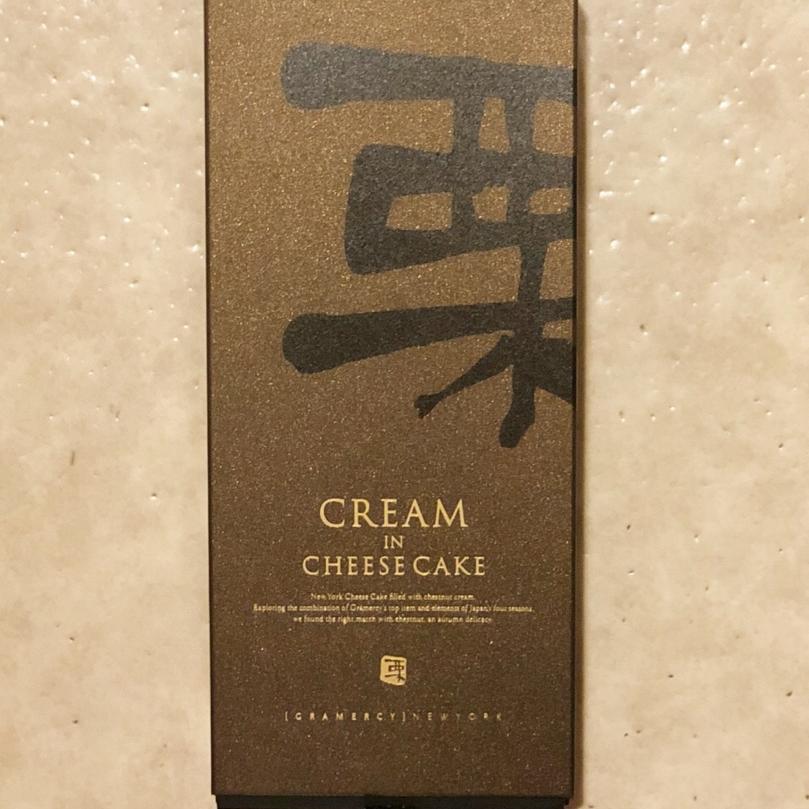 栗
CREAM
IN
CHEESE CAKE
New York Cheese Cake filled with chestnut cream.
Exploring the combination of Gramercy's top item and elements of Japan's four seasons,
we found the right match with chestnut, an autumn delicacy.
栗
[GRAMERCY]NEWYORK